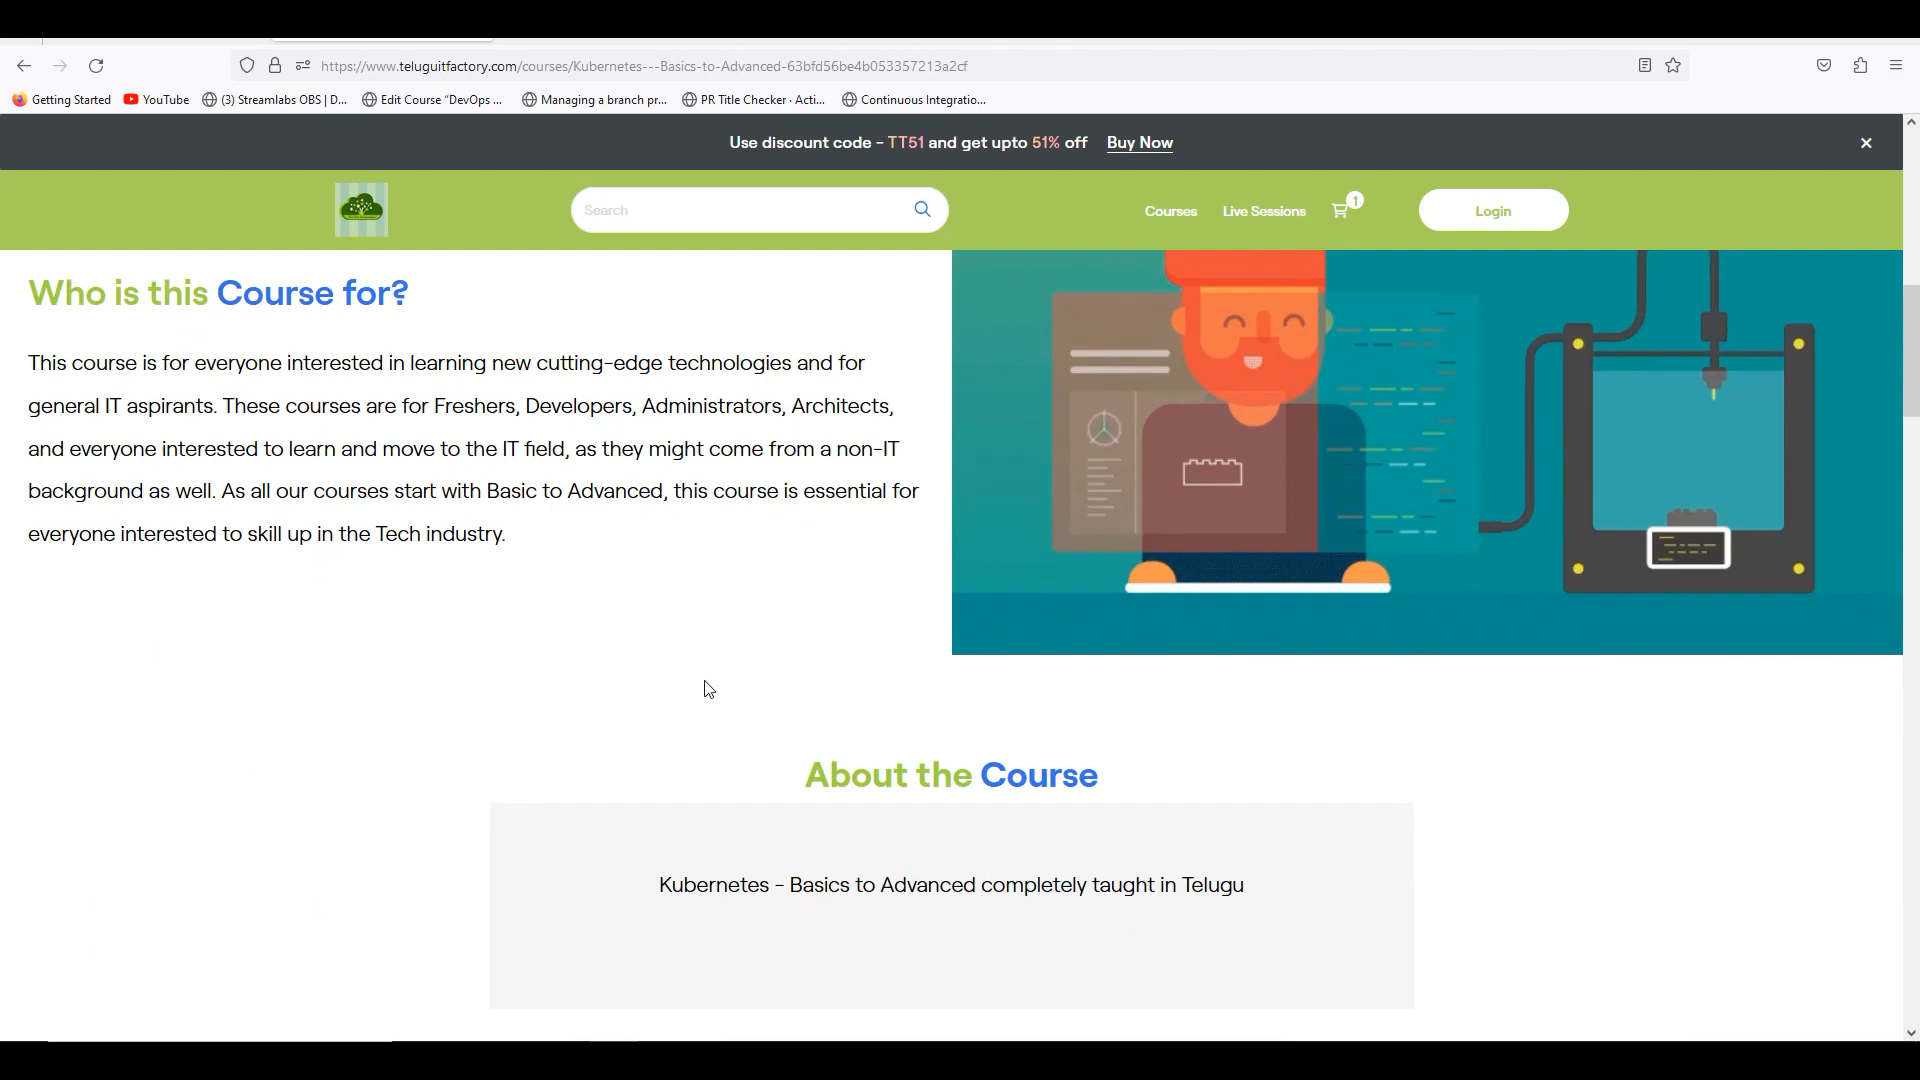 https://www.teluguitfactory.com/courses/Kubernetes---Basics-to-Advanced-63bfd56be4b053357213a2cf
Getting Started YouTube (3) Streamlabs OBS | D... Edit Course "DevOps ... Managing a branch pr... PR Title Checker · Acti... Continuous Integratio...
Use discount code - TT51 and get upto 51% off Buy Now
Search
Courses Live Sessions 1 Login
Who is this Course for?
This course is for everyone interested in learning new cutting-edge technologies and for
general IT aspirants. These courses are for Freshers, Developers, Administrators, Architects,
and everyone interested to learn and move to the IT field, as they might come from a non-IT
background as well. As all our courses start with Basic to Advanced, this course is essential for
everyone interested to skill up in the Tech industry.
About the Course
Kubernetes - Basics to Advanced completely taught in Telugu